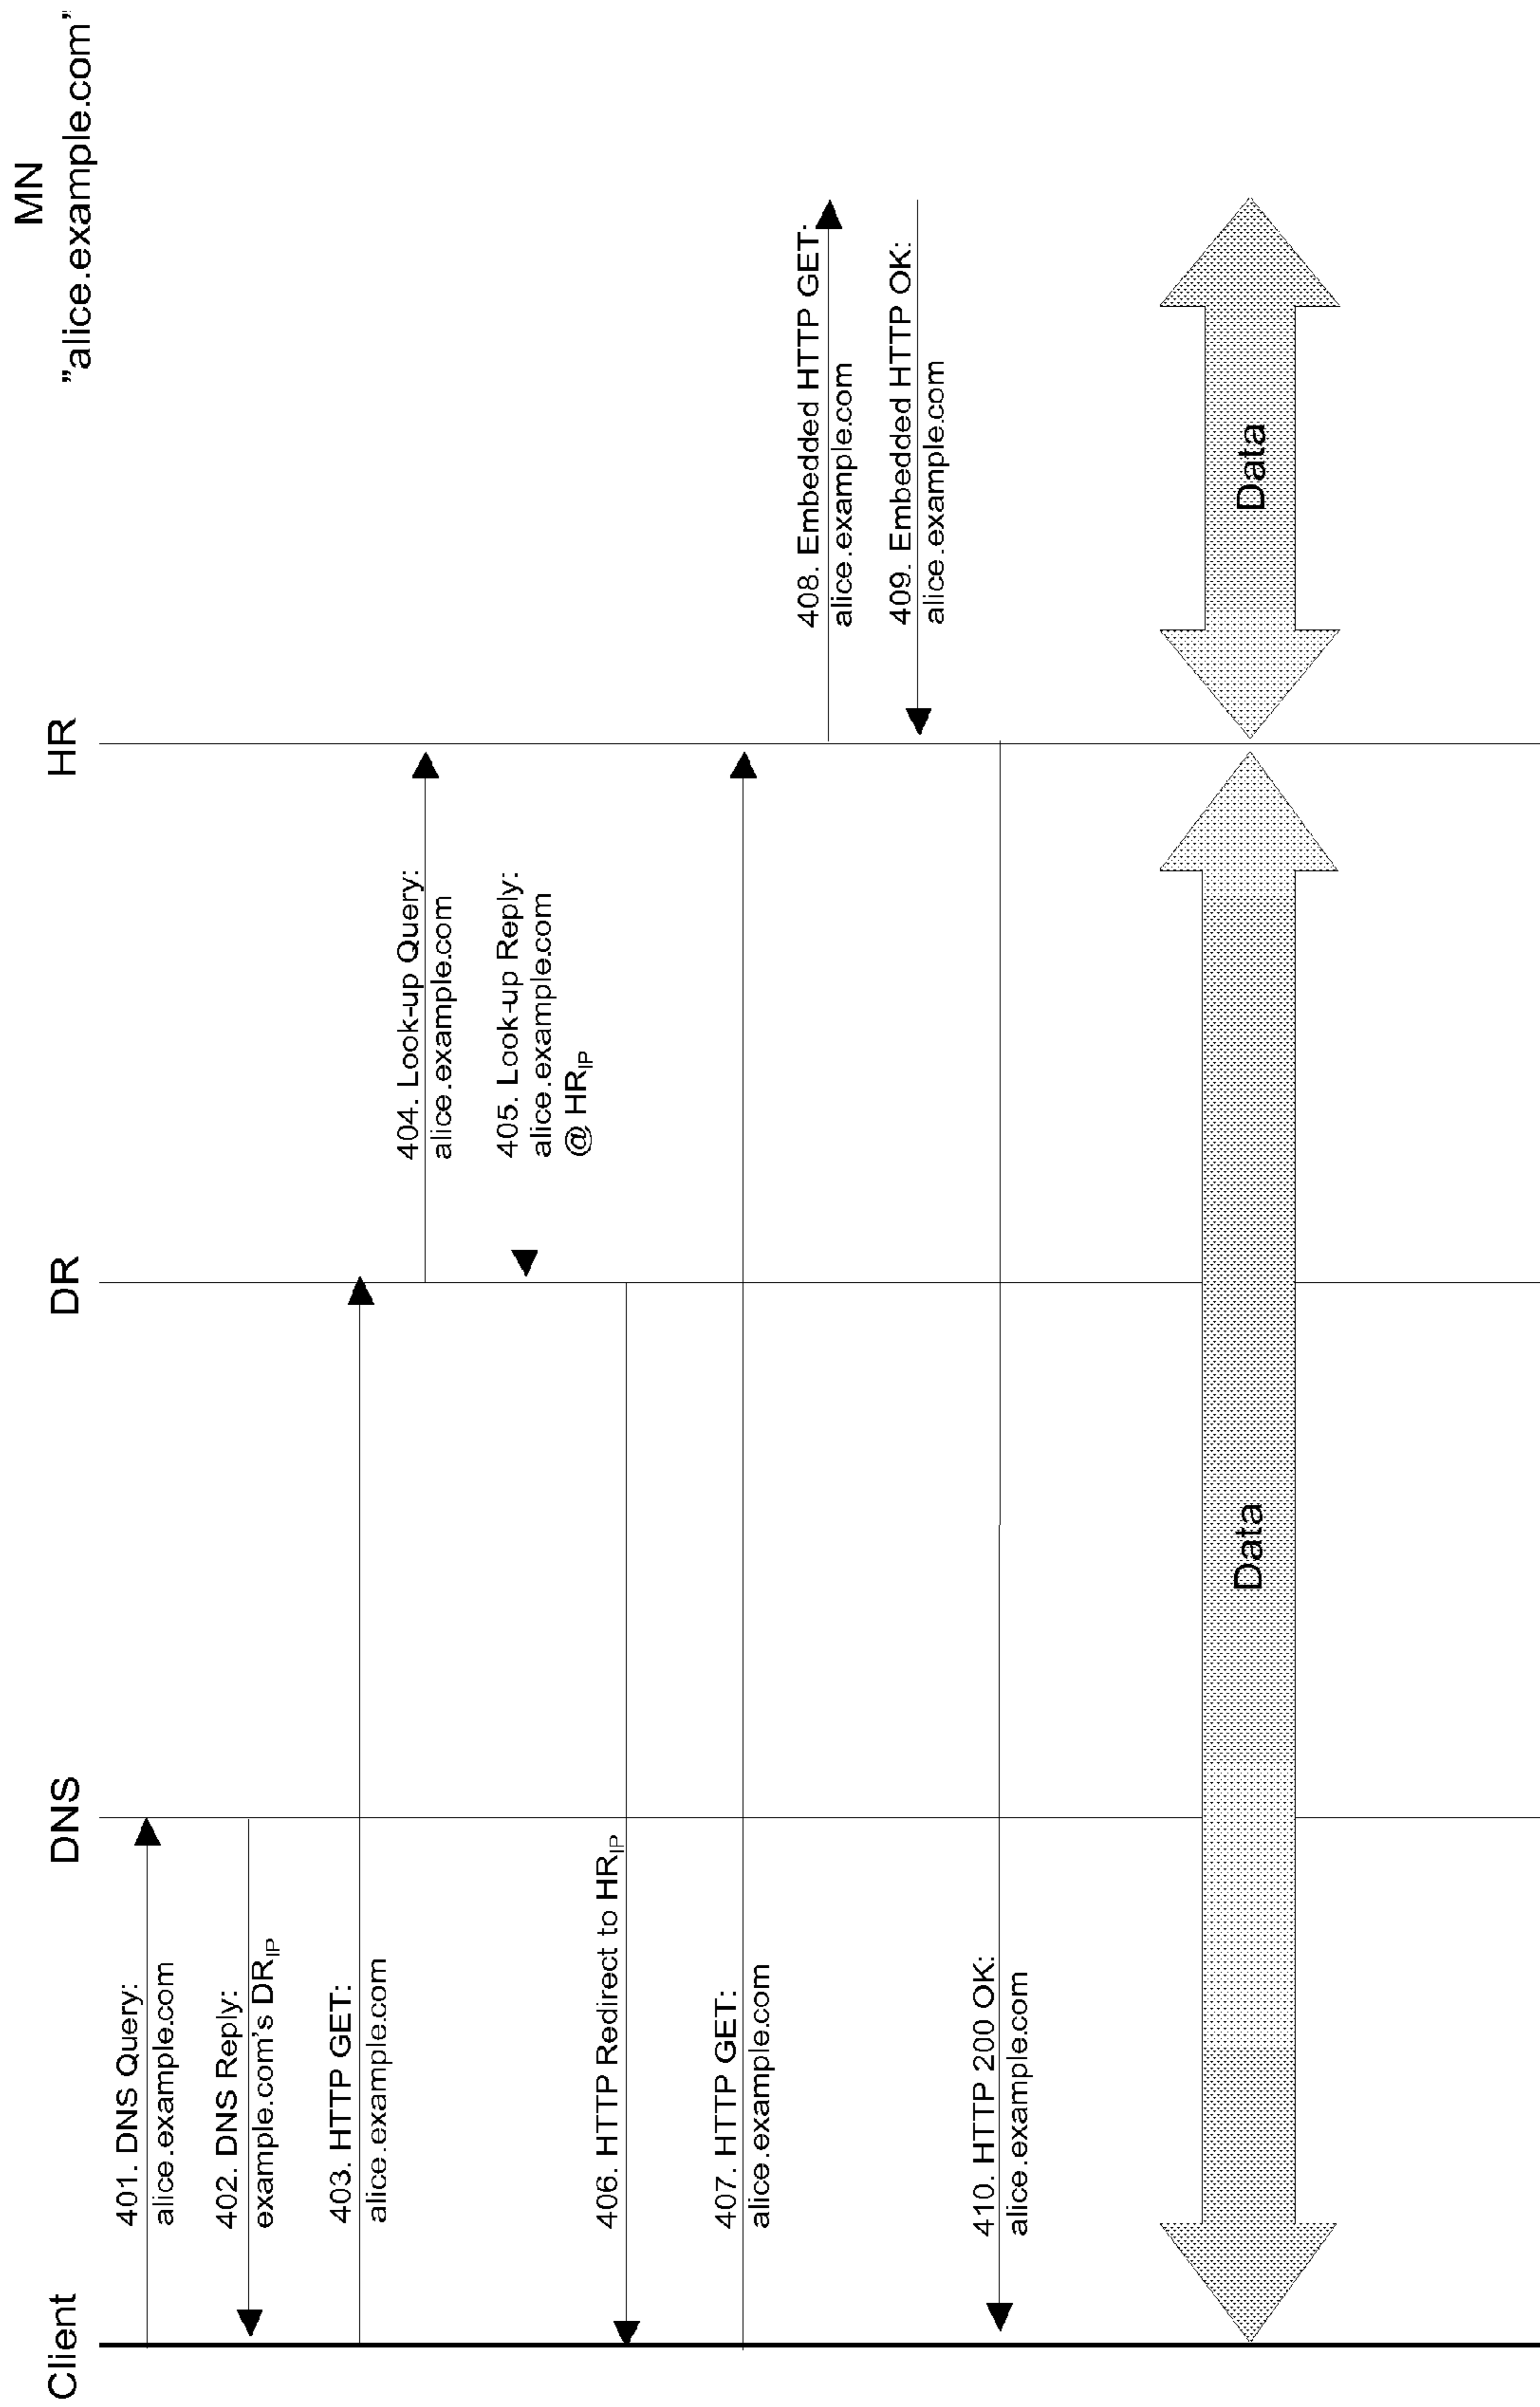 Client
DNS
DR
HR
MN
"alice.example.com"
401. DNS Query:
alice.example.com
402. DNS Reply:
example.com's DR_IP
403. HTTP GET:
alice.example.com
404. Look-up Query:
alice.example.com
405. Look-up Reply:
alice.example.com
@ HR_IP
406. HTTP Redirect to HR_IP
407. HTTP GET:
alice.example.com
408. Embedded HTTP GET:
alice.example.com
409. Embedded HTTP OK:
alice.example.com
410. HTTP 200 OK:
alice.example.com
Data
Data